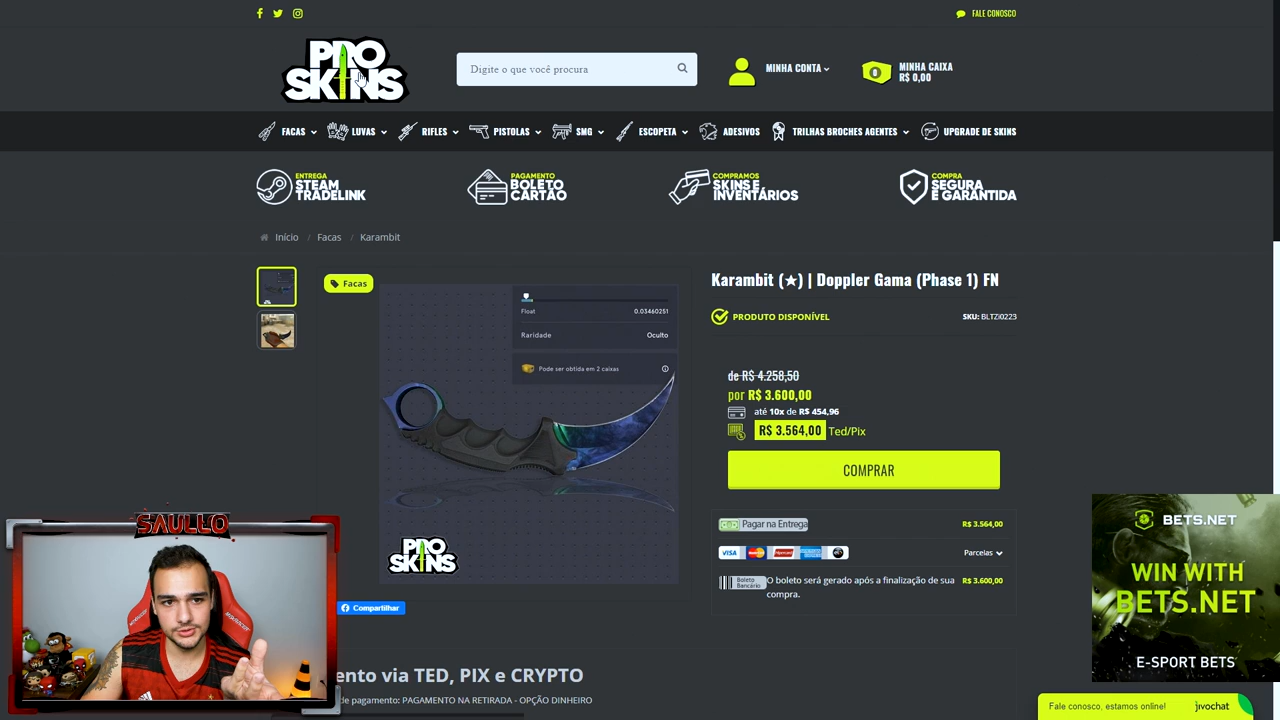 FALE CONOSCO
PRO
SKINS
Digite o que você procura
MINHA CONTA
0
MINHA CAIXA
R$ 0,00
FACAS
LUVAS
RIFLES
PISTOLAS
SMG
ESCOPETA
ADESIVOS
TRILHAS BROCHES AGENTES
UPGRADE DE SKINS
ENTREGA
STEAM
TRADELINK
PAGAMENTO
BOLETO
CARTÃO
COMPRAMOS
SKINS E
INVENTÁRIOS
COMPRA
SEGURA
E GARANTIDA
Início / Facas / Karambit
Facas
Float 0.03460251
Raridade Oculto
Pode ser obtida em 2 caixas
PRO
SKINS
Compartilhar
Karambit (★) | Doppler Gama (Phase 1) FN
PRODUTO DISPONÍVEL
SKU: BLTZI0223
de R$ 4.258,50
por R$ 3.600,00
até 10x de R$ 454,96
R$ 3.564,00 Ted/Pix
COMPRAR
Pagar na Entrega R$ 3.564,00
VISA
Parcelas
Boleto
Bancário
O boleto será gerado após a finalização de sua
compra.
R$ 3.600,00
ento via TED, PIX e CRYPTO
de pagamento: PAGAMENTO NA RETIRADA - OPÇÃO DINHEIRO
SAULLO
BETS.NET
WIN WITH
BETS.NET
E-SPORT BETS
Fale conosco, estamos online!
jivochat